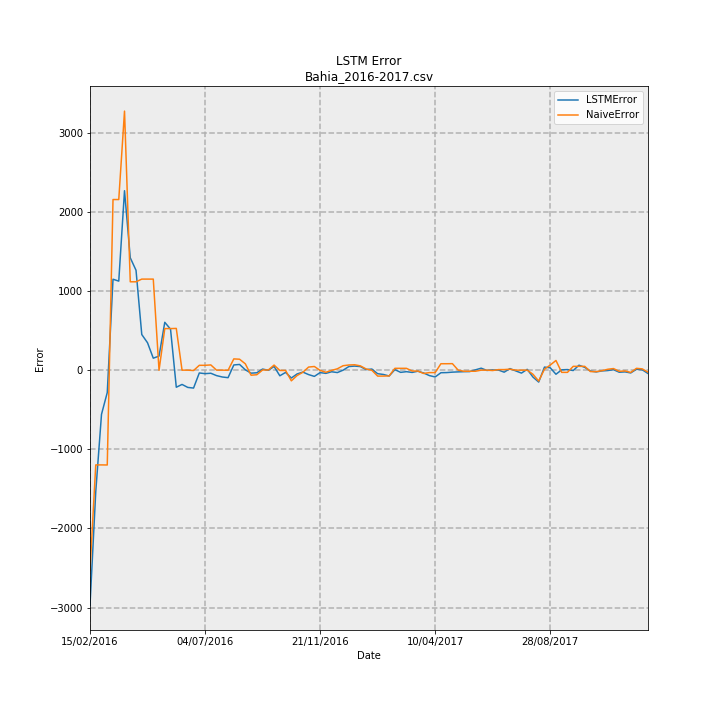 LSTM Error
Bahia_2016-2017.csv
LSTMError
NaiveError
3000
2000
1000
0
−1000
−2000
−3000
Error
15/02/2016
04/07/2016
21/11/2016
10/04/2017
28/08/2017
Date